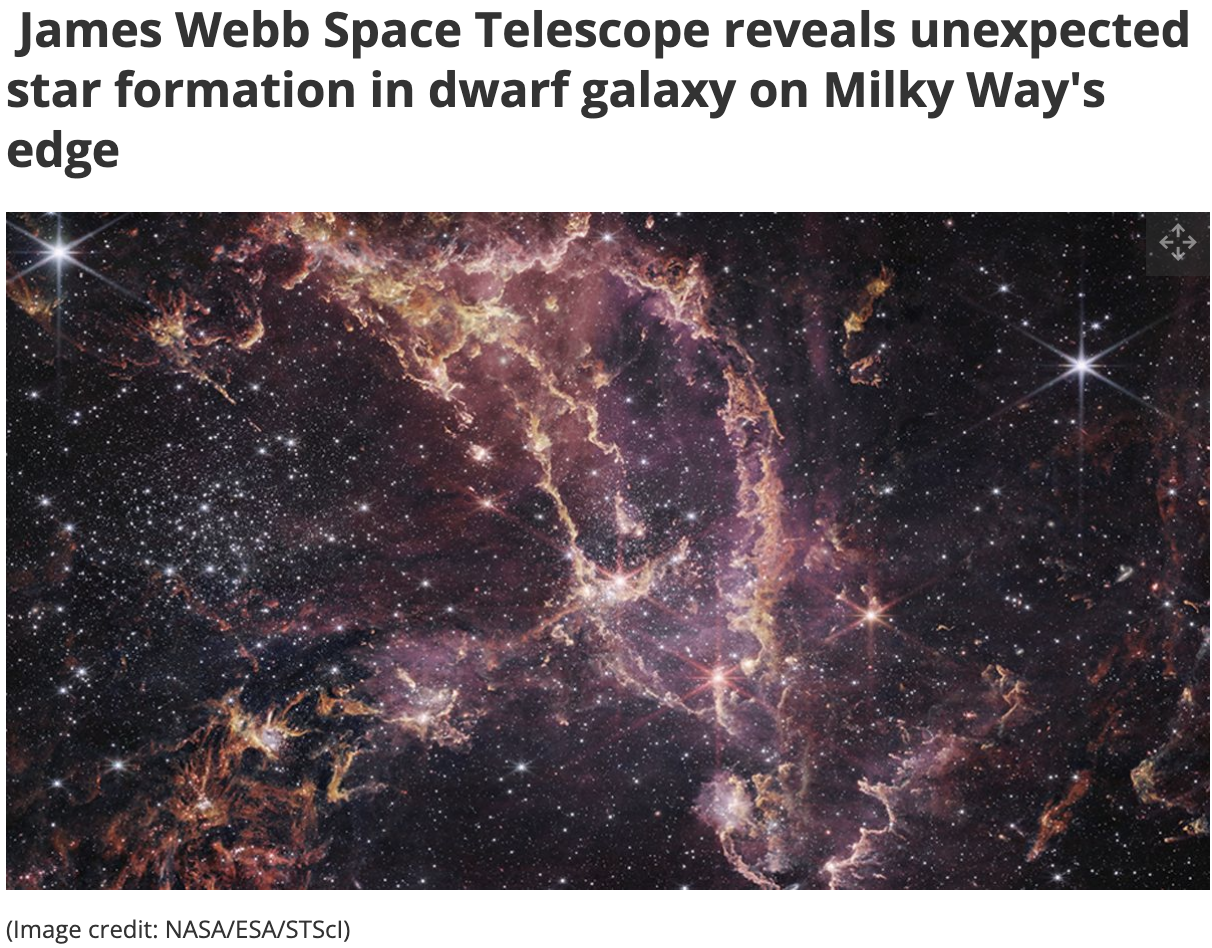 James Webb Space Telescope reveals unexpected
star formation in dwarf galaxy on Milky Way's
edge
(Image credit: NASA/ESA/STScI)